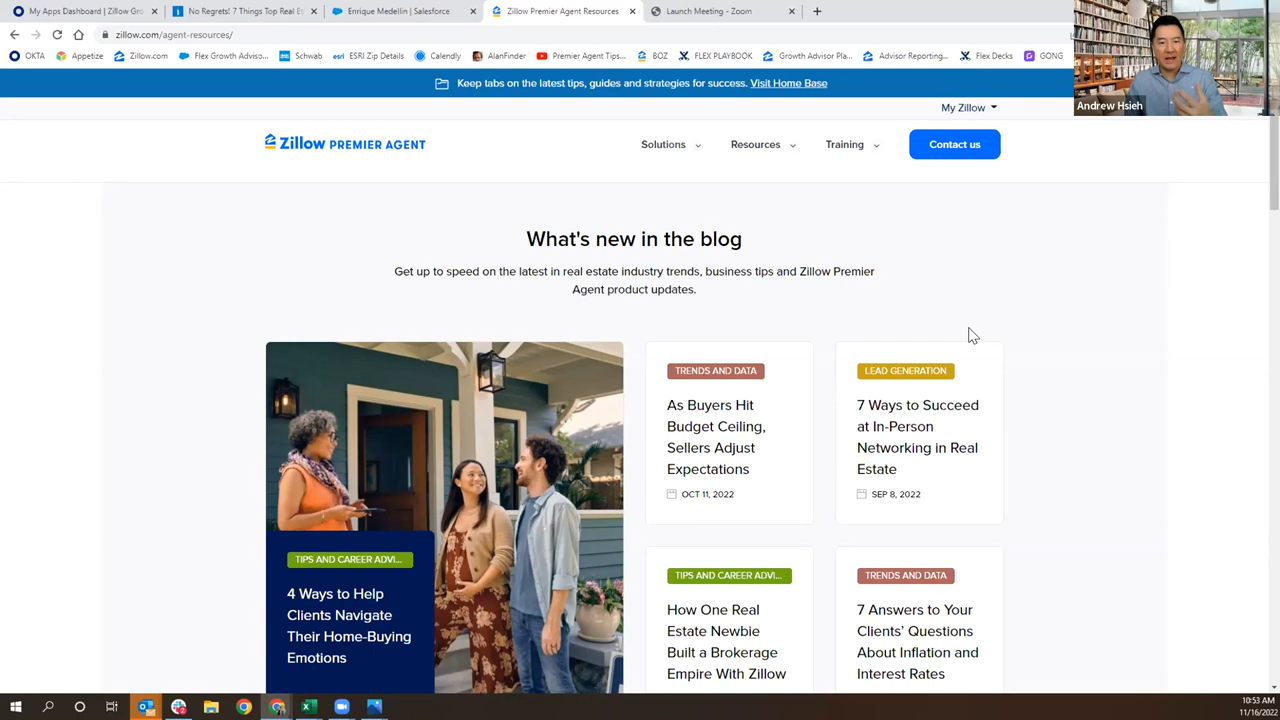 My Apps Dashboard | Zillow Gro
No Regrets! 7 Things Top Real Es
Enrique Medellin | Salesforce
Zillow Premier Agent Resources
Launch Meeting - Zoom
zillow.com/agent-resources/
OKTA
Appetize
Zillow.com
Flex Growth Adviso...
Schwab
esri
ESRI Zip Details
Calendly
AlanFinder
Premier Agent Tips...
BOZ
FLEX PLAYBOOK
Growth Advisor Pla...
Advisor Reporting...
Flex Decks
GONG
Andrew Hsieh
Keep tabs on the latest tips, guides and strategies for success. Visit Home Base
My Zillow
Zillow PREMIER AGENT
Solutions
Resources
Training
Contact us
What's new in the blog
Get up to speed on the latest in real estate industry trends, business tips and Zillow Premier
Agent product updates.
TIPS AND CAREER ADVI...
4 Ways to Help
Clients Navigate
Their Home-Buying
Emotions
TRENDS AND DATA
As Buyers Hit
Budget Ceiling,
Sellers Adjust
Expectations
OCT 11, 2022
LEAD GENERATION
7 Ways to Succeed
at In-Person
Networking in Real
Estate
SEP 8, 2022
TIPS AND CAREER ADVI...
How One Real
Estate Newbie
Built a Brokerage
Empire With Zillow
TRENDS AND DATA
7 Answers to Your
Clients' Questions
About Inflation and
Interest Rates
10:53 AM
11/16/2022